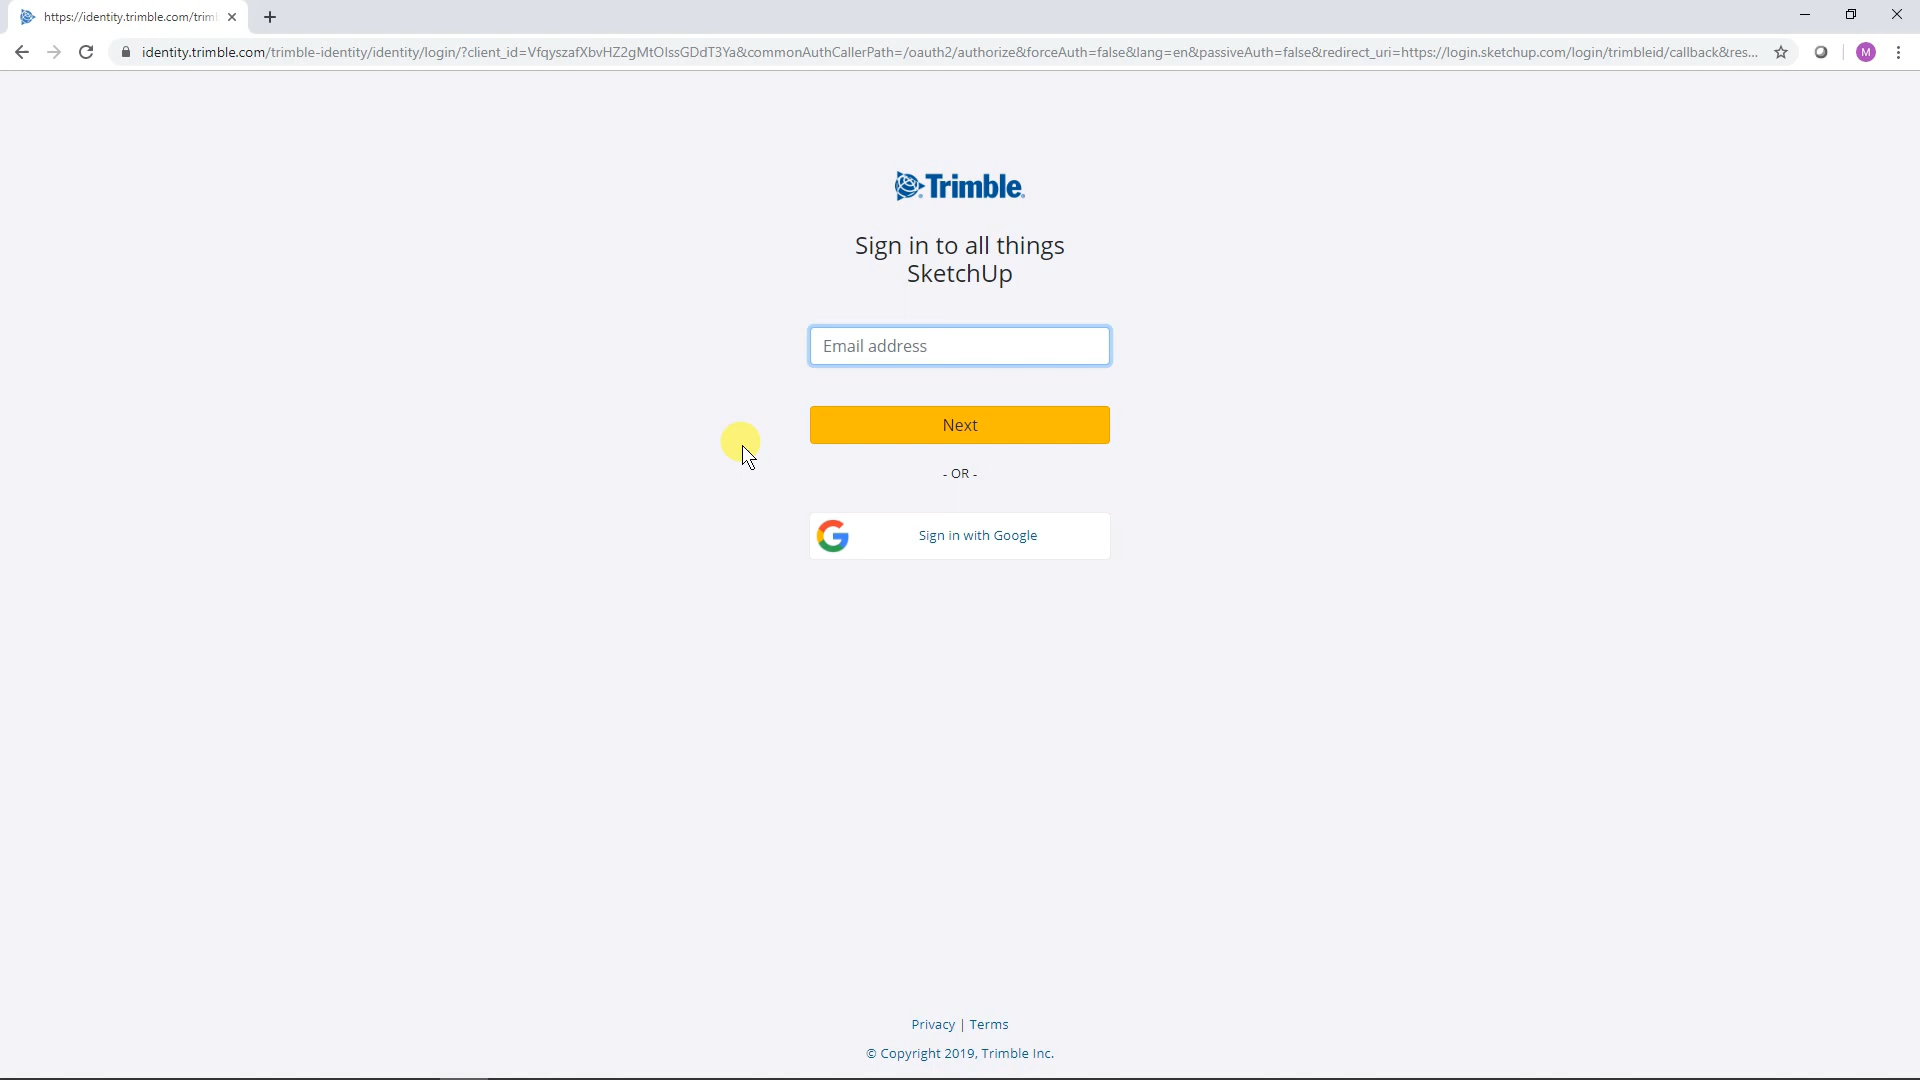 https://identity.trimble.com/trim
identity.trimble.com/trimble-identity/identity/login/?client_id=VfqyszafXbvHZ2gMtOIssGDdT3Ya&commonAuthCallerPath=/oauth2/authorize&forceAuth=false&lang=en&passiveAuth=false&redirect_uri=https://login.sketchup.com/login/trimbleid/callback&res...
M
Trimble.
Sign in to all things
SketchUp
Email address
Next
- OR -
Sign in with Google
Privacy | Terms
© Copyright 2019, Trimble Inc.